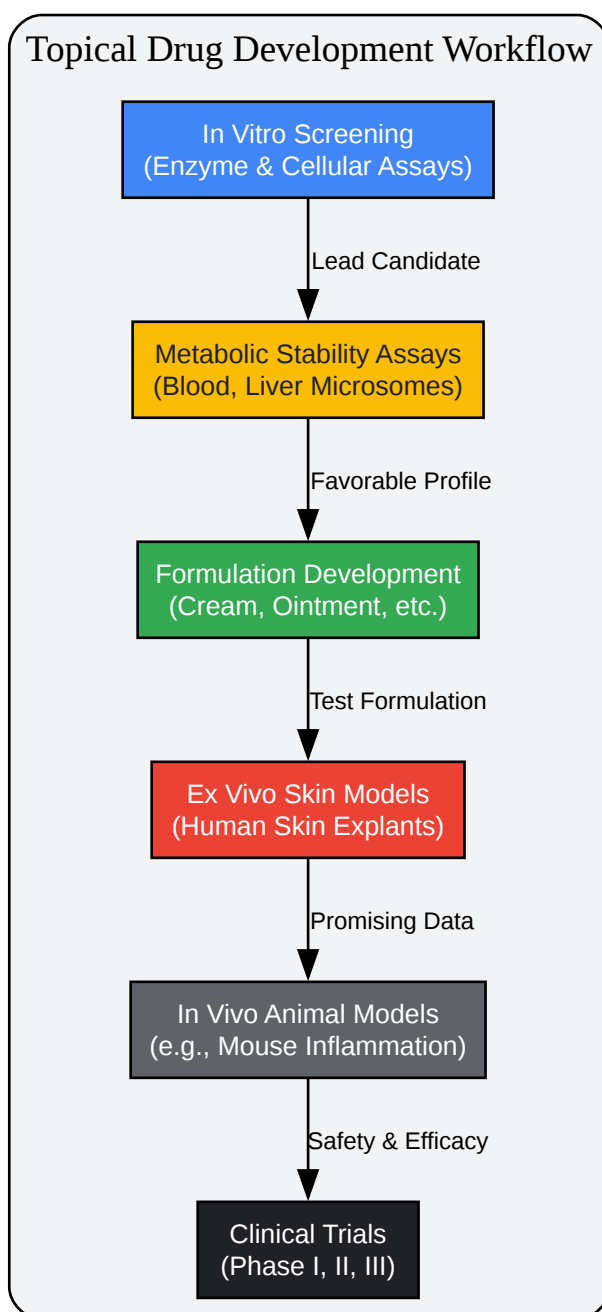 Topical Drug Development Workflow
In Vitro Screening
(Enzyme & Cellular Assays)
Lead Candidate
Metabolic Stability Assays
(Blood, Liver Microsomes)
Favorable Profile
Formulation Development
(Cream, Ointment, etc.)
Test Formulation
Ex Vivo Skin Models
(Human Skin Explants)
Promising Data
In Vivo Animal Models
(e.g., Mouse Inflammation)
Safety & Efficacy
Clinical Trials
(Phase I, II, III)